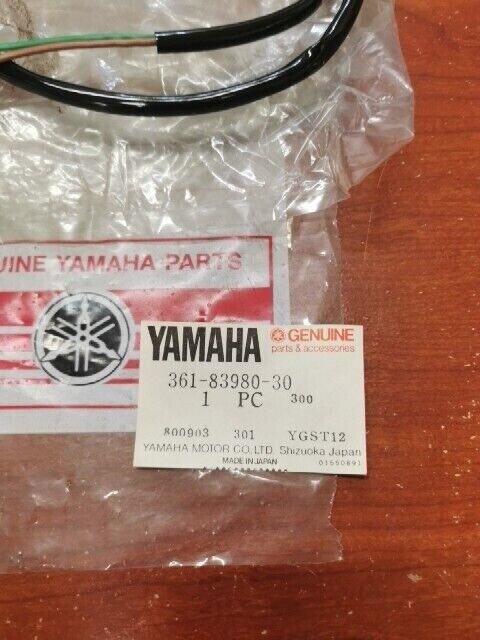 UINE YAMAHA PARTS
YAMAHA GENUINE
parts & accessories
361-83980-30
1 PC 300
800903 301 YGST12
YAMAHA MOTOR CO., LTD. Shizuoka Japan
MADE IN JAPAN 01550891